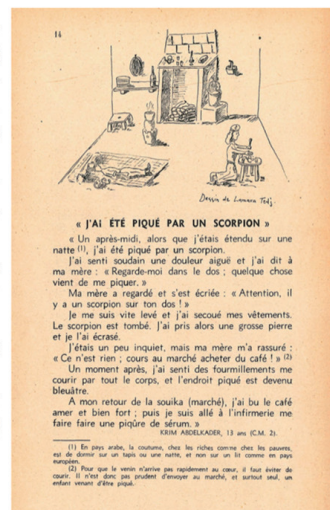 14
Dessin de Lamara Tedj.
« J'AI ÉTÉ PIQUÉ PAR UN SCORPION »
« Un après-midi, alors que j'étais étendu sur une
natte (1), j'ai été piqué par un scorpion.
J'ai senti soudain une douleur aiguë et j'ai dit à
ma mère : « Regarde-moi dans le dos ; quelque chose
vient de me piquer. »
Ma mère a regardé et s'est écriée : « Attention, il
y a un scorpion sur ton dos ! »
Je me suis vite levé et j'ai secoué mes vêtements.
Le scorpion est tombé. J'ai pris alors une grosse pierre
et je l'ai écrasé.
J'étais un peu inquiet, mais ma mère m'a rassuré :
« Ce n'est rien ; cours au marché acheter du café ! » (2)
Un moment après, j'ai senti des fourmillements me
courir par tout le corps, et l'endroit piqué est devenu
bleuâtre.
A mon retour de la souika (marché), j'ai bu le café
amer et bien fort ; puis je suis allé à l'infirmerie me
faire faire une piqûre de sérum. »
KRIM ABDELKADER, 13 ans (C.M. 2).
(1) En pays arabe, la coutume, chez les riches comme chez les pauvres,
est de dormir sur un tapis ou une natte, et non sur un lit comme en pays
européen.
(2) Pour que le venin n'arrive pas rapidement au cœur, il faut éviter de
courir. Il n'est donc pas prudent d'envoyer au marché, et surtout seul, un
enfant venant d'être piqué.